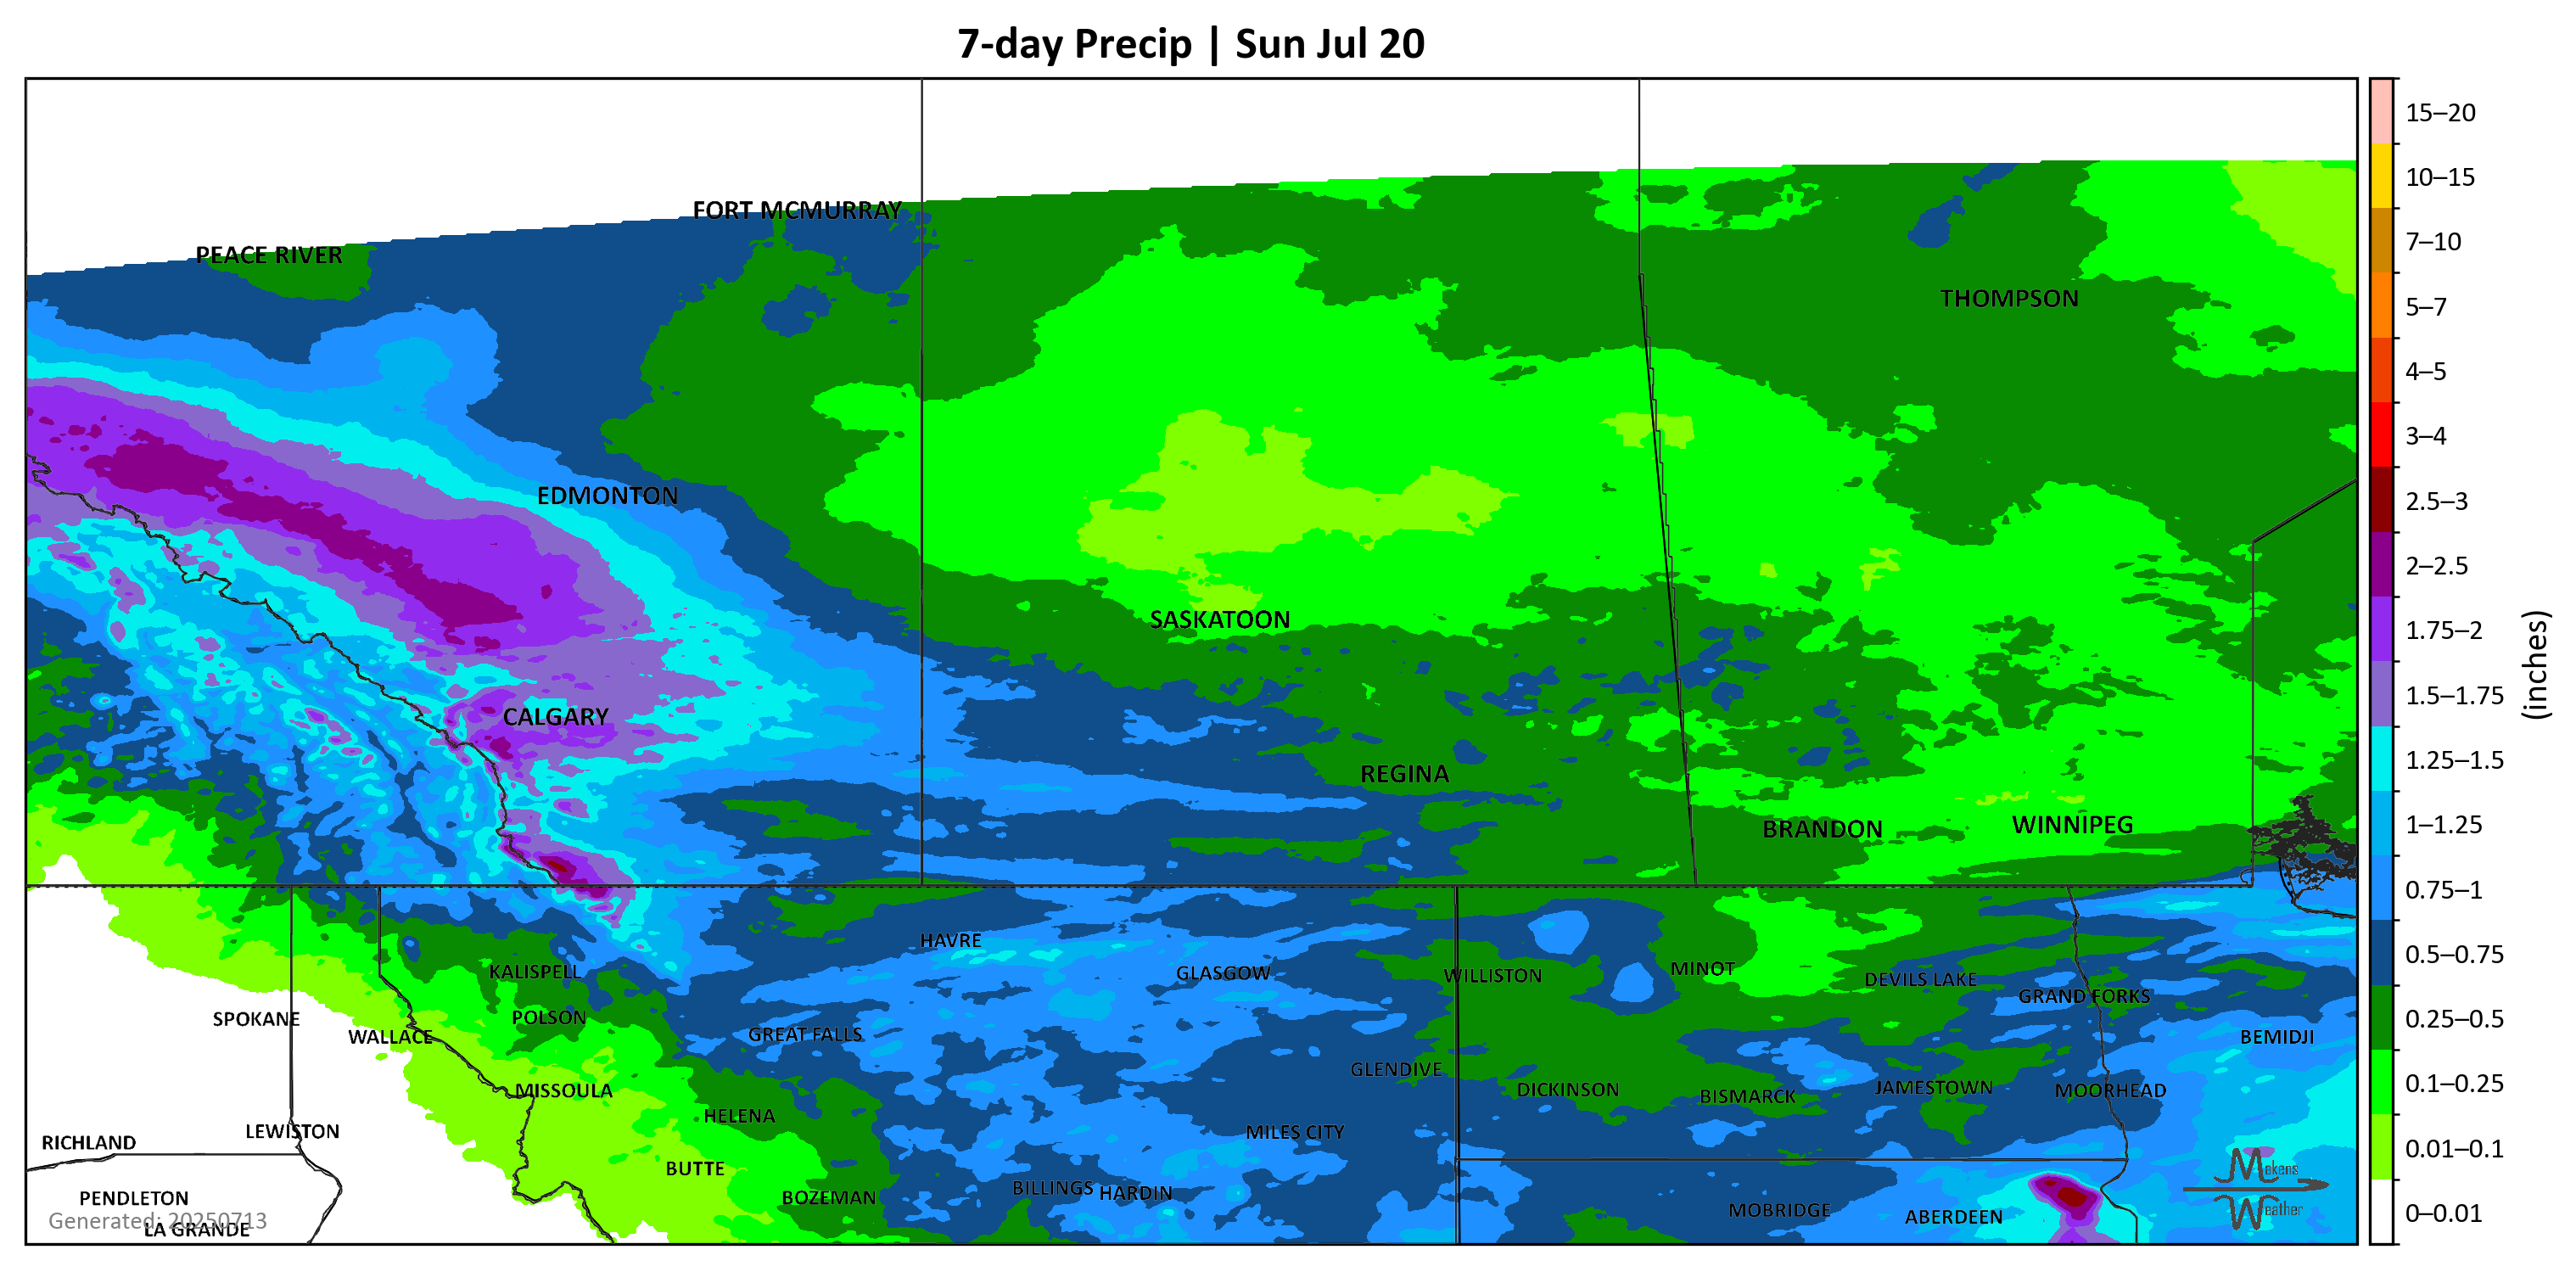 7-day Precip | Sun Jul 20
FORT MCMURRAY
PEACE RIVER
THOMPSON
EDMONTON
SASKATOON
CALGARY
REGINA
BRANDON
WINNIPEG
HAVRE
KALISPELL
GLASGOW
WILLISTON
MINOT
DEVILS LAKE
GRAND FORKS
SPOKANE
POLSON
WALLACE
GREAT FALLS
BEMIDJI
GLENDIVE
MISSOULA
DICKINSON
BISMARCK
JAMESTOWN
MOORHEAD
HELENA
RICHLAND
LEWISTON
MILES CITY
BUTTE
PENDLETON
BOZEMAN
BILLINGS
HARDIN
MOBRIDGE
ABERDEEN
Generated: 20250713
LA GRANDE
Makens
Weather
15–20
10–15
7–10
5–7
4–5
3–4
2.5–3
2–2.5
1.75–2
1.5–1.75
1.25–1.5
1–1.25
0.75–1
0.5–0.75
0.25–0.5
0.1–0.25
0.01–0.1
0–0.01
(inches)